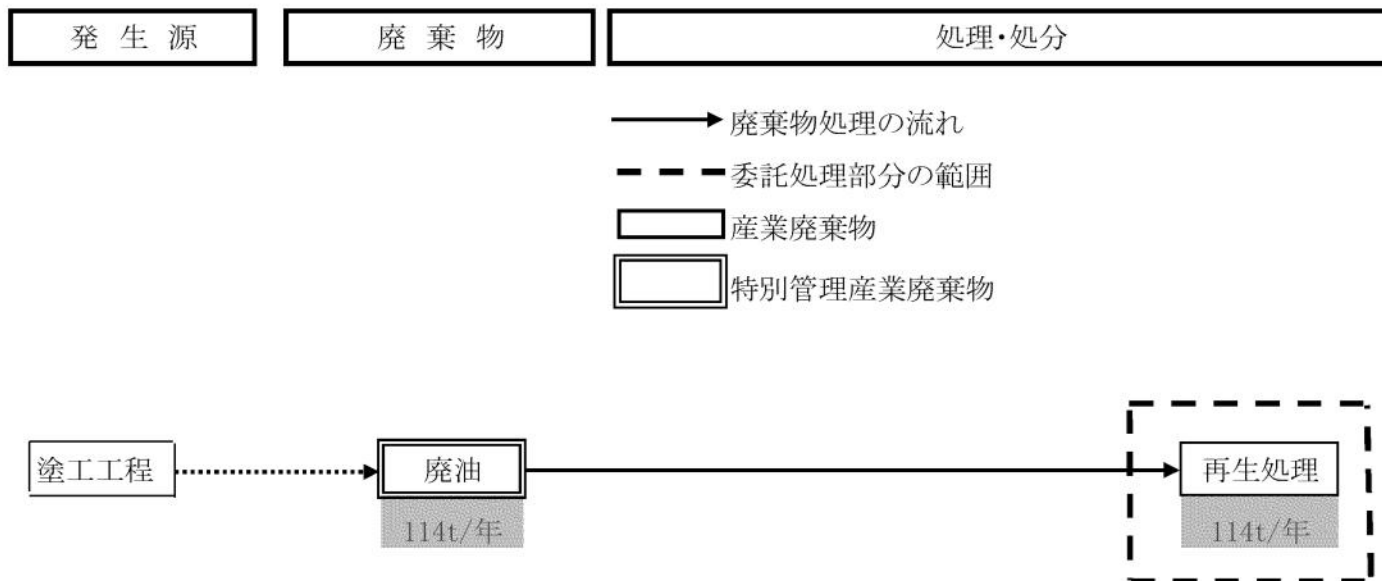 発生源
廃棄物
処理・処分
廃棄物処理の流れ
委託処理部分の範囲
産業廃棄物
特別管理産業廃棄物
塗工工程
廃油
再生処理
114t/年
114t/年